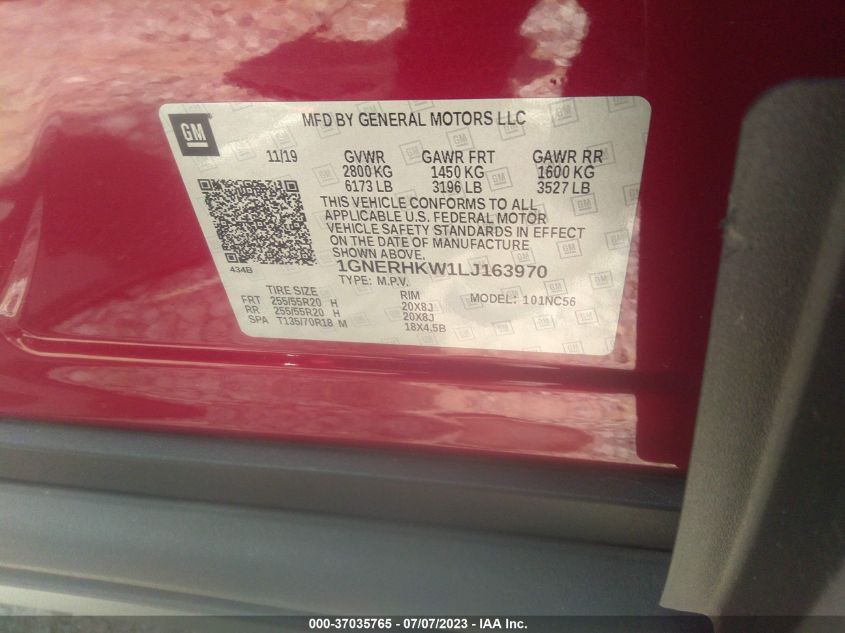 GM
MFD BY GENERAL MOTORS LLC
11/19 GVWR GAWR FRT GAWR RR
2800 KG 1450 KG 1600 KG
6173 LB 3196 LB 3527 LB
THIS VEHICLE CONFORMS TO ALL
APPLICABLE U.S. FEDERAL MOTOR
VEHICLE SAFETY STANDARDS IN EFFECT
ON THE DATE OF MANUFACTURE
SHOWN ABOVE.
434B
1GNERHKW1LJ163970
TYPE: M.P.V.
TIRE SIZE RIM MODEL: 101NC56
FRT 255/55R20 H 20X8J
RR 255/55R20 H 20X8J
SPA T135/70R18 M 18X4.5B
000-37035765 - 07/07/2023 - IAA Inc.